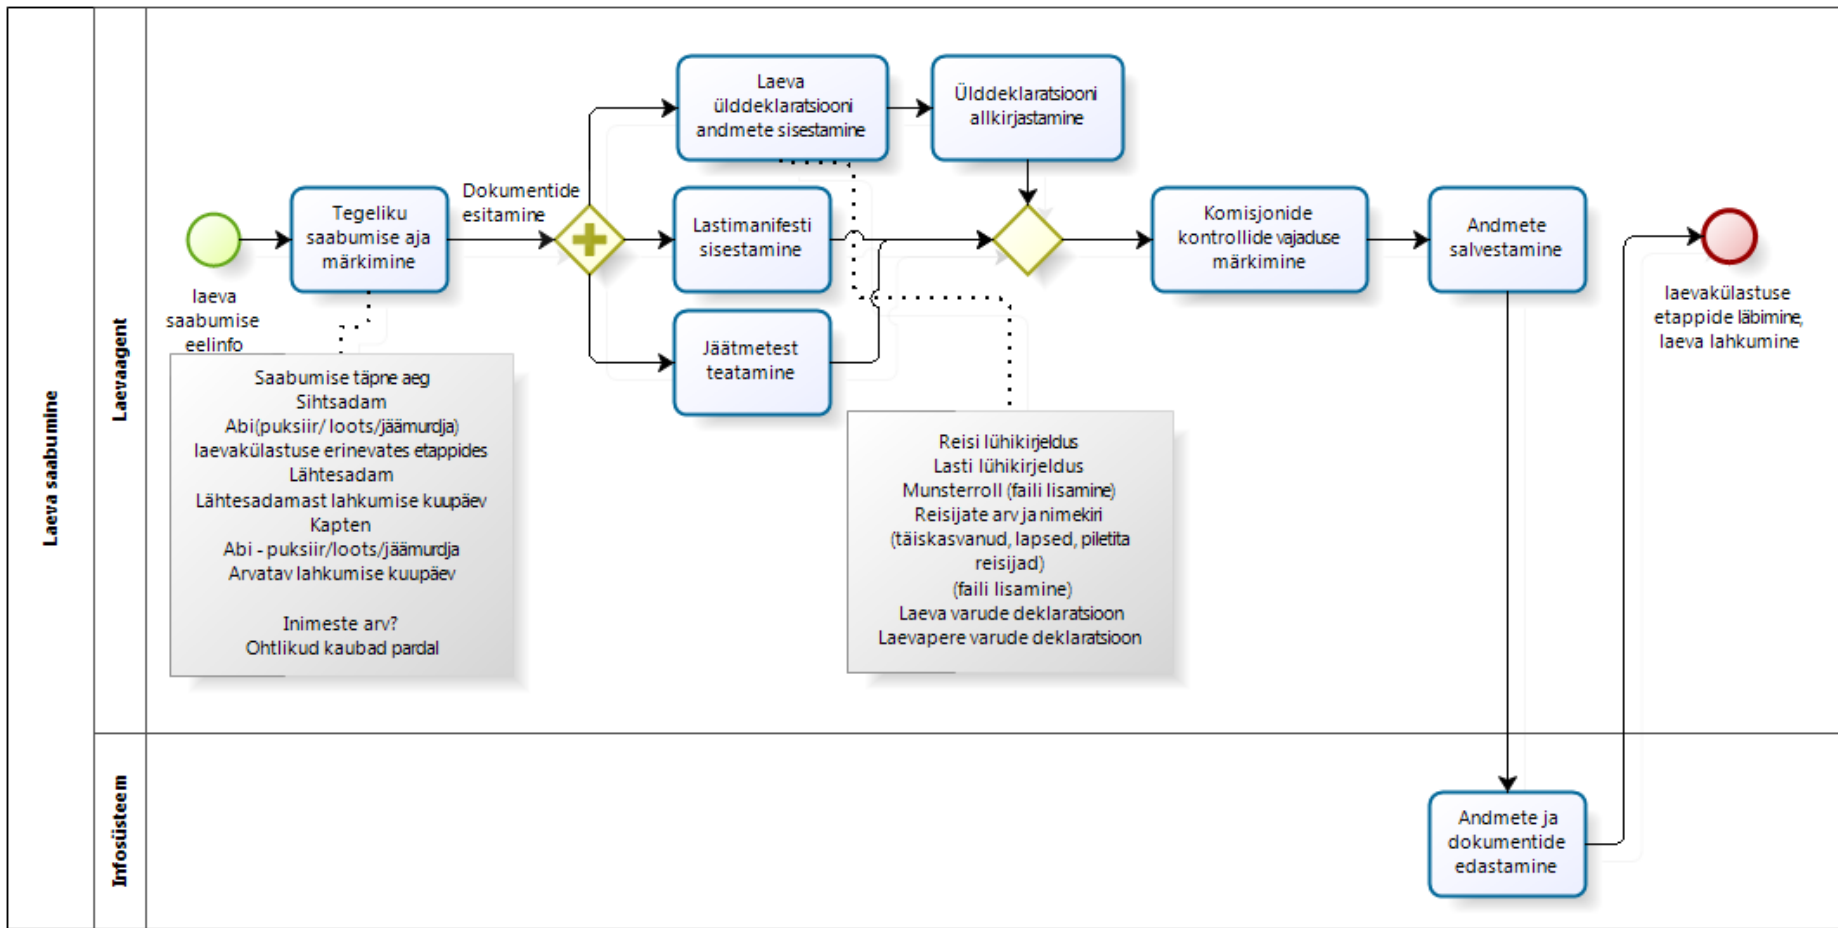 Laeva saabumine
Laevaagent
Infosüsteem
laeva
saabumise
eelinfo
Tegeliku
saabumise aja
märkimine
Dokumentide
esitamine
Laeva
ülddeklaratsiooni
andmete sisestamine
Ülddeklaratsiooni
allkirjastamine
Lastimanifesti
sisestamine
Jäätmetest
teatamine
Komisjonide
kontrollide vajaduse
märkimine
Andmete
salvestamine
laevakülastuse
etappide läbimine,
laeva lahkumine
Saabumise täpne aeg
Sihtsadam
Abi(puksiir/ loots/jäämurdja)
laevakülastuse erinevates etappides
Lähtesadam
Lähtesadamast lahkumise kuupäev
Kapten
Abi - puksiir/loots/jäämurdja
Arvatav lahkumise kuupäev
Inimeste arv?
Ohtlikud kaubad pardal
Reisi lühikirjeldus
Lasti lühikirjeldus
Munsterroll (faili lisamine)
Reisijate arv ja nimekiri
(täiskasvanud, lapsed, piletita
reisijad)
(faili lisamine)
Laeva varude deklaratsioon
Laevapere varude deklaratsioon
Andmete ja
dokumentide
edastamine